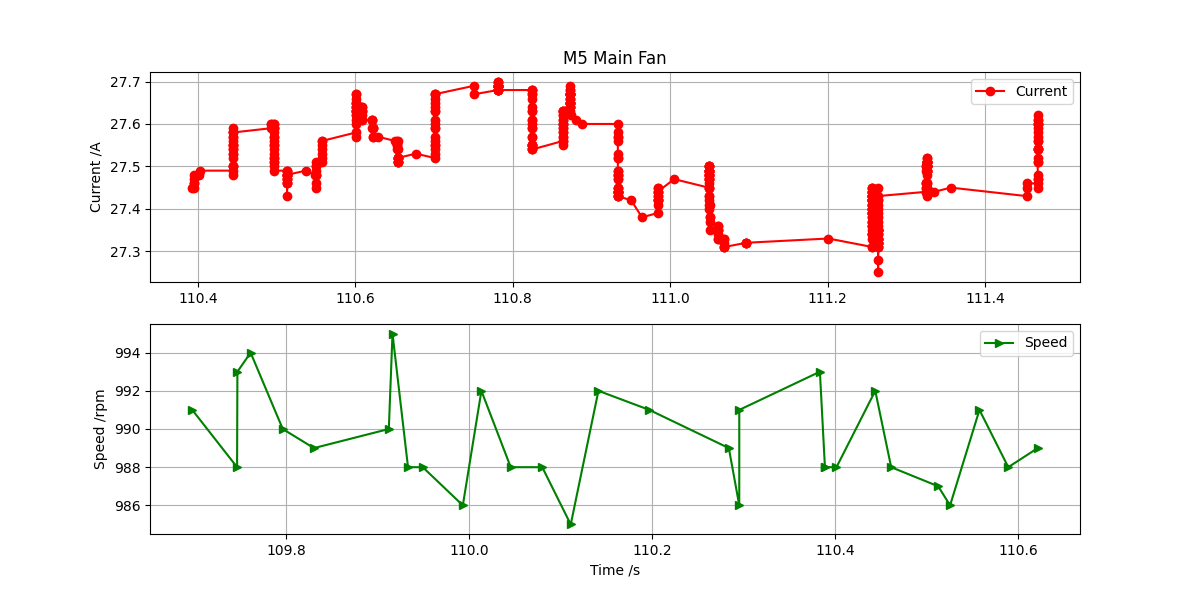 M5 Main Fan
Current /A
27.7
27.6
27.5
27.4
27.3
Current
110.4 110.6 110.8 111.0 111.2 111.4
Speed /rpm
994
992
990
988
986
Speed
109.8 110.0 110.2 110.4 110.6
Time /s